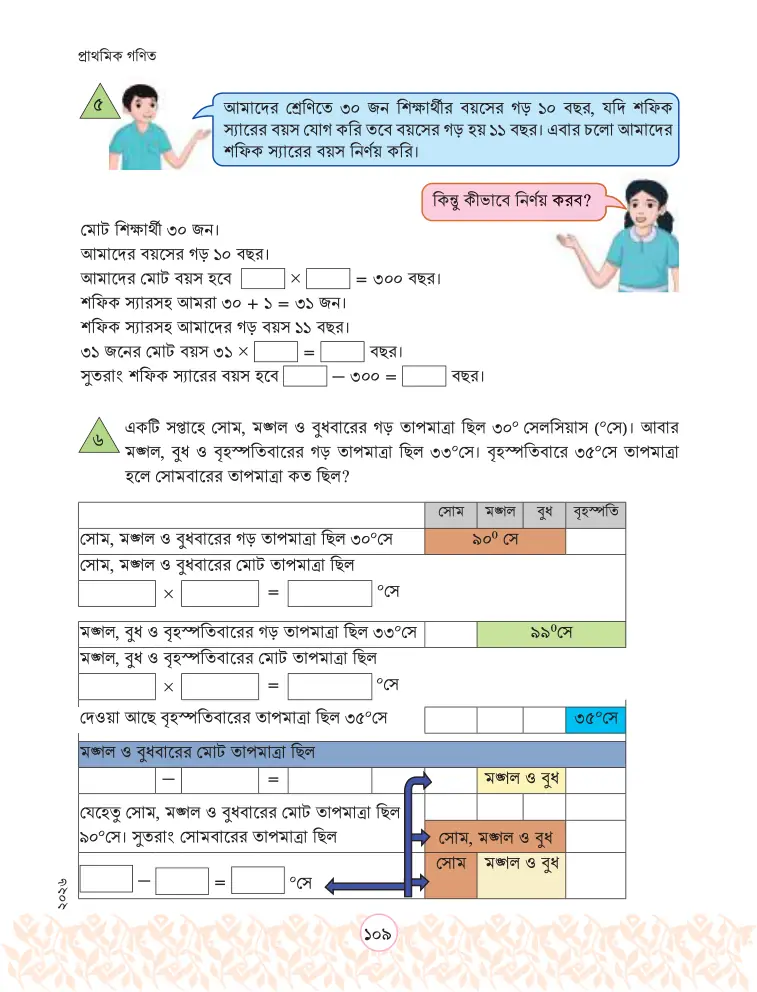 প্রাথমিক গণিত
৫
আমাদের শ্রেণিতে ৩০ জন শিক্ষার্থীর বয়সের গড় ১০ বছর, যদি শফিক
স্যারের বয়স যোগ করি তবে বয়সের গড় হয় ১১ বছর। এবার চলো আমাদের
শফিক স্যারের বয়স নির্ণয় করি।
কিন্তু কীভাবে নির্ণয় করব?
মোট শিক্ষার্থী ৩০ জন।
আমাদের বয়সের গড় ১০ বছর।
আমাদের মোট বয়স হবে × = ৩০০ বছর।
শফিক স্যারসহ আমরা ৩০ + ১ = ৩১ জন।
শফিক স্যারসহ আমাদের গড় বয়স ১১ বছর।
৩১ জনের মোট বয়স ৩১ × = বছর।
সুতরাং শফিক স্যারের বয়স হবে – ৩০০ = বছর।
৬
একটি সপ্তাহে সোম, মঙ্গল ও বুধবারের গড় তাপমাত্রা ছিল ৩০° সেলসিয়াস (°সে)। আবার
মঙ্গল, বুধ ও বৃহস্পতিবারের গড় তাপমাত্রা ছিল ৩৩°সে। বৃহস্পতিবারে ৩৫°সে তাপমাত্রা
হলে সোমবারের তাপমাত্রা কত ছিল?
সোম মঙ্গল বুধ বৃহস্পতি
সোম, মঙ্গল ও বুধবারের গড় তাপমাত্রা ছিল ৩০°সে ৯০⁰ সে
সোম, মঙ্গল ও বুধবারের মোট তাপমাত্রা ছিল
× = °সে
মঙ্গল, বুধ ও বৃহস্পতিবারের গড় তাপমাত্রা ছিল ৩৩°সে ৯৯⁰সে
মঙ্গল, বুধ ও বৃহস্পতিবারের মোট তাপমাত্রা ছিল
× = °সে
দেওয়া আছে বৃহস্পতিবারের তাপমাত্রা ছিল ৩৫°সে ৩৫°সে
মঙ্গল ও বুধবারের মোট তাপমাত্রা ছিল
– = মঙ্গল ও বুধ
যেহেতু সোম, মঙ্গল ও বুধবারের মোট তাপমাত্রা ছিল
৯০°সে। সুতরাং সোমবারের তাপমাত্রা ছিল সোম, মঙ্গল ও বুধ
সোম মঙ্গল ও বুধ
– = °সে
২০২৬
১০৯